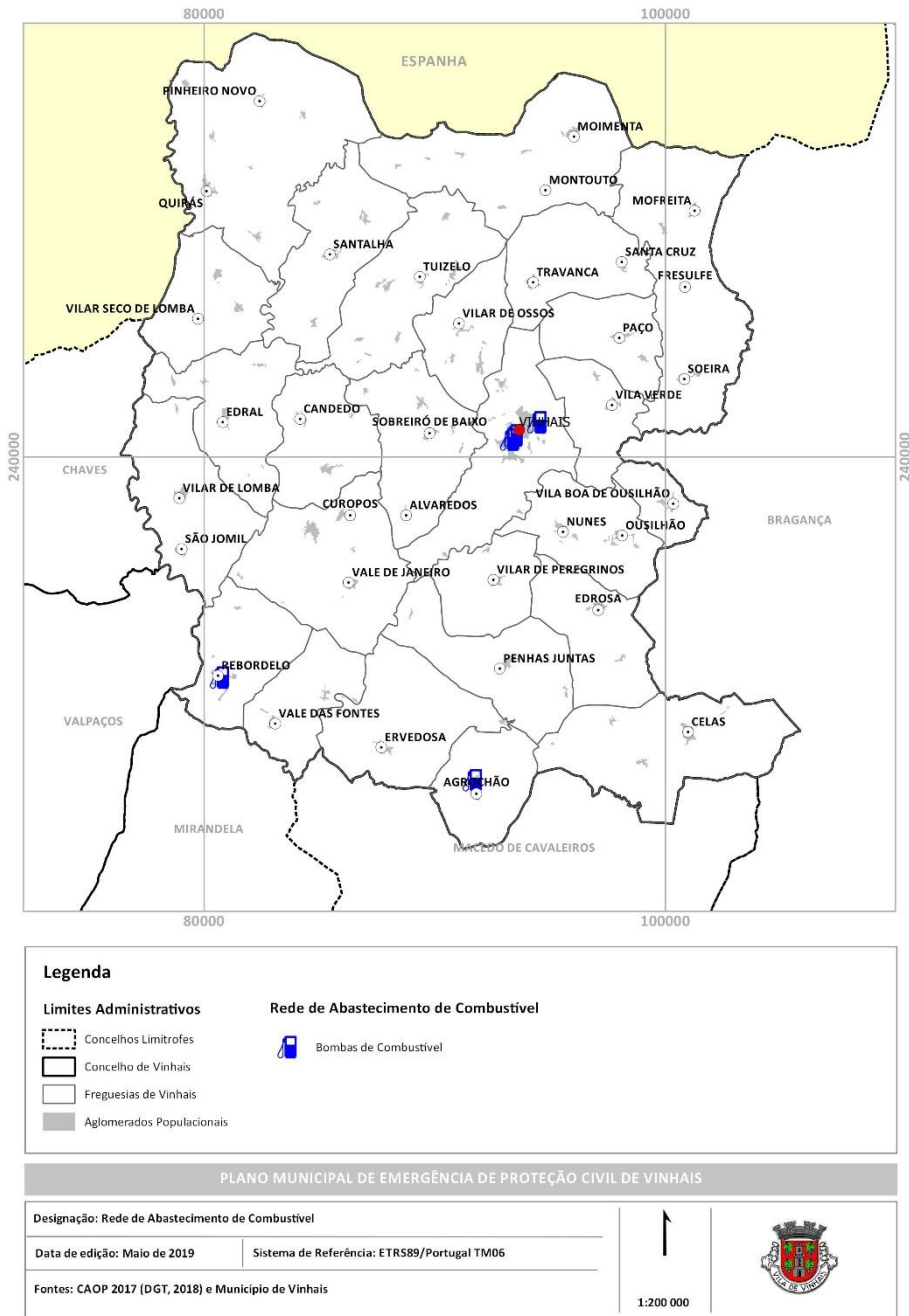 80000 100000
ESPANHA
PINHEIRO NOVO
MOIMENTA
MONTOUTO
QUIRÁS
MOFREITA
SANTALHA
SANTA CRUZ
TUIZELO
TRAVANCA
FRESULFE
VILAR SECO DE LOMBA
VILAR DE OSSOS
PAÇO
SOEIRA
VILA VERDE
EDRAL
CANDEDO
SOBREIRÓ DE BAIXO
VINHAIS
240000 240000
CHAVES
VILAR DE LOMBA
VILA BOA DE OUSILHÃO
CUROPOS
ALVAREDOS
NUNES
OUSILHÃO
BRAGANÇA
SÃO JOMIL
VALE DE JANEIRO
VILAR DE PEREGRINOS
EDROSA
REBORDELO
PENHAS JUNTAS
VALPAÇOS
VALE DAS FONTES
CELAS
ERVEDOSA
AGROCHÃO
MIRANDELA
MACEDO DE CAVALEIROS
80000 100000
Legenda
Limites Administrativos
Concelhos Limítrofes
Concelho de Vinhais
Freguesias de Vinhais
Aglomerados Populacionais
Rede de Abastecimento de Combustível
Bombas de Combustível
PLANO MUNICIPAL DE EMERGÊNCIA DE PROTEÇÃO CIVIL DE VINHAIS
Designação: Rede de Abastecimento de Combustível
Data de edição: Maio de 2019
Sistema de Referência: ETRS89/Portugal TM06
Fontes: CAOP 2017 (DGT, 2018) e Município de Vinhais
1:200 000
VILA DE VINHAIS